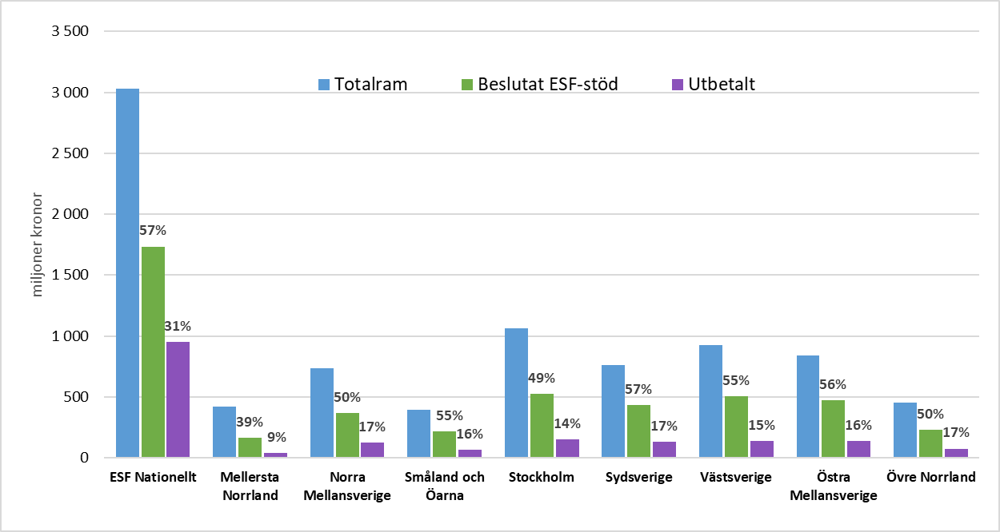 3 500
3 000
2 500
2 000
1 500
1 000
500
0
miljoner kronor
Totalram Beslutat ESF-stöd Utbetalt
57%
31%
39%
9%
50%
17%
55%
16%
49%
14%
57%
17%
55%
15%
56%
16%
50%
17%
ESF Nationellt
Mellersta
Norrland
Norra
Mellansverige
Småland och
Öarna
Stockholm
Sydsverige
Västsverige
Östra
Mellansverige
Övre Norrland